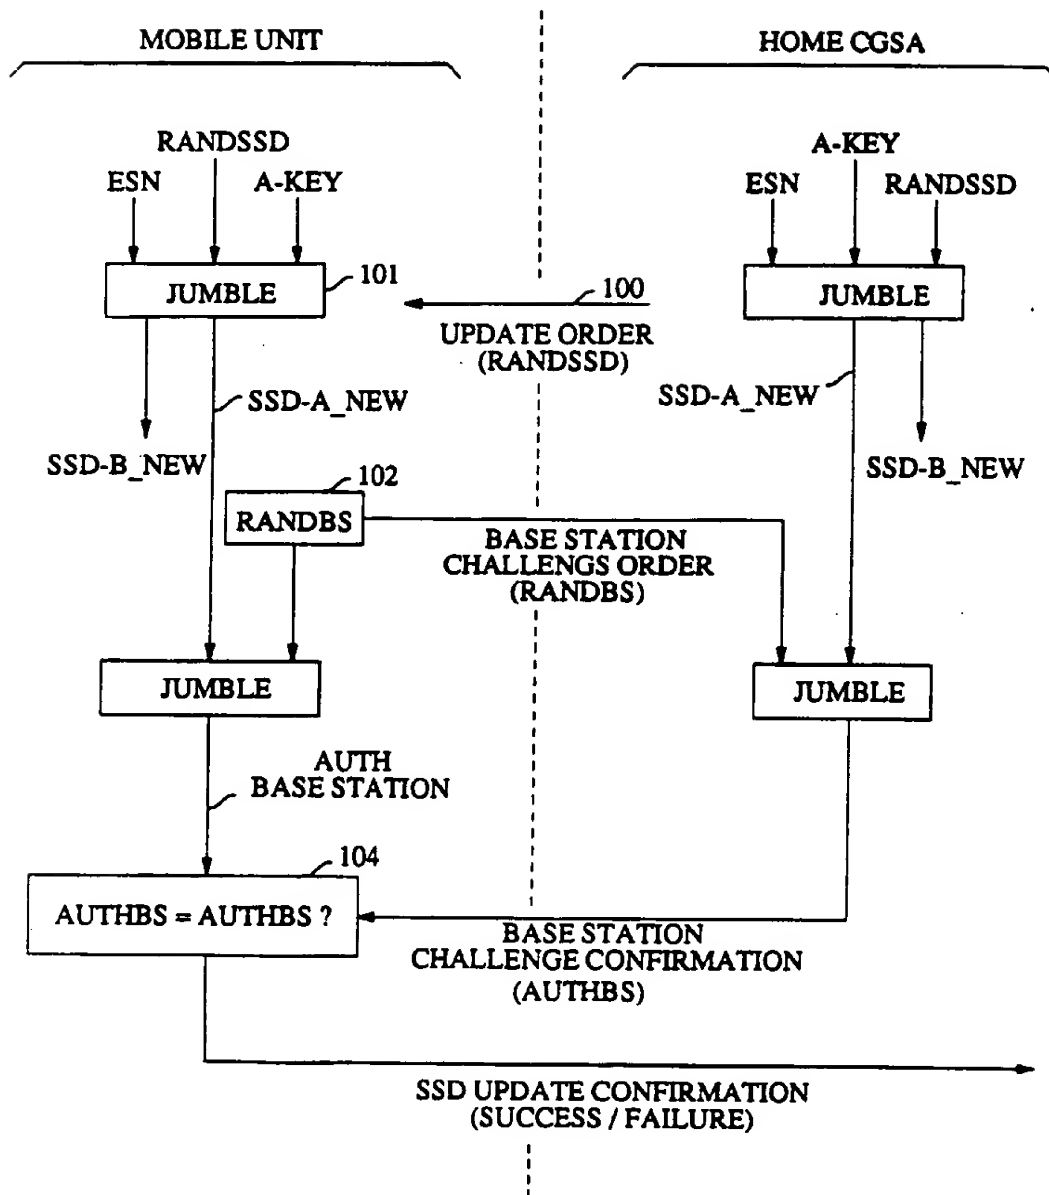 MOBILE UNIT
HOME CGSA
RANDSSD
ESN
A-KEY
A-KEY
ESN
RANDSSD
JUMBLE
101
100
JUMBLE
UPDATE ORDER
(RANDSSD)
SSD-A_NEW
SSD-A_NEW
SSD-B_NEW
SSD-B_NEW
102
RANDBS
BASE STATION
CHALLENGS ORDER
(RANDBS)
JUMBLE
JUMBLE
AUTH
BASE STATION
104
AUTHBS = AUTHBS ?
BASE STATION
CHALLENGE CONFIRMATION
(AUTHBS)
SSD UPDATE CONFIRMATION
(SUCCESS / FAILURE)